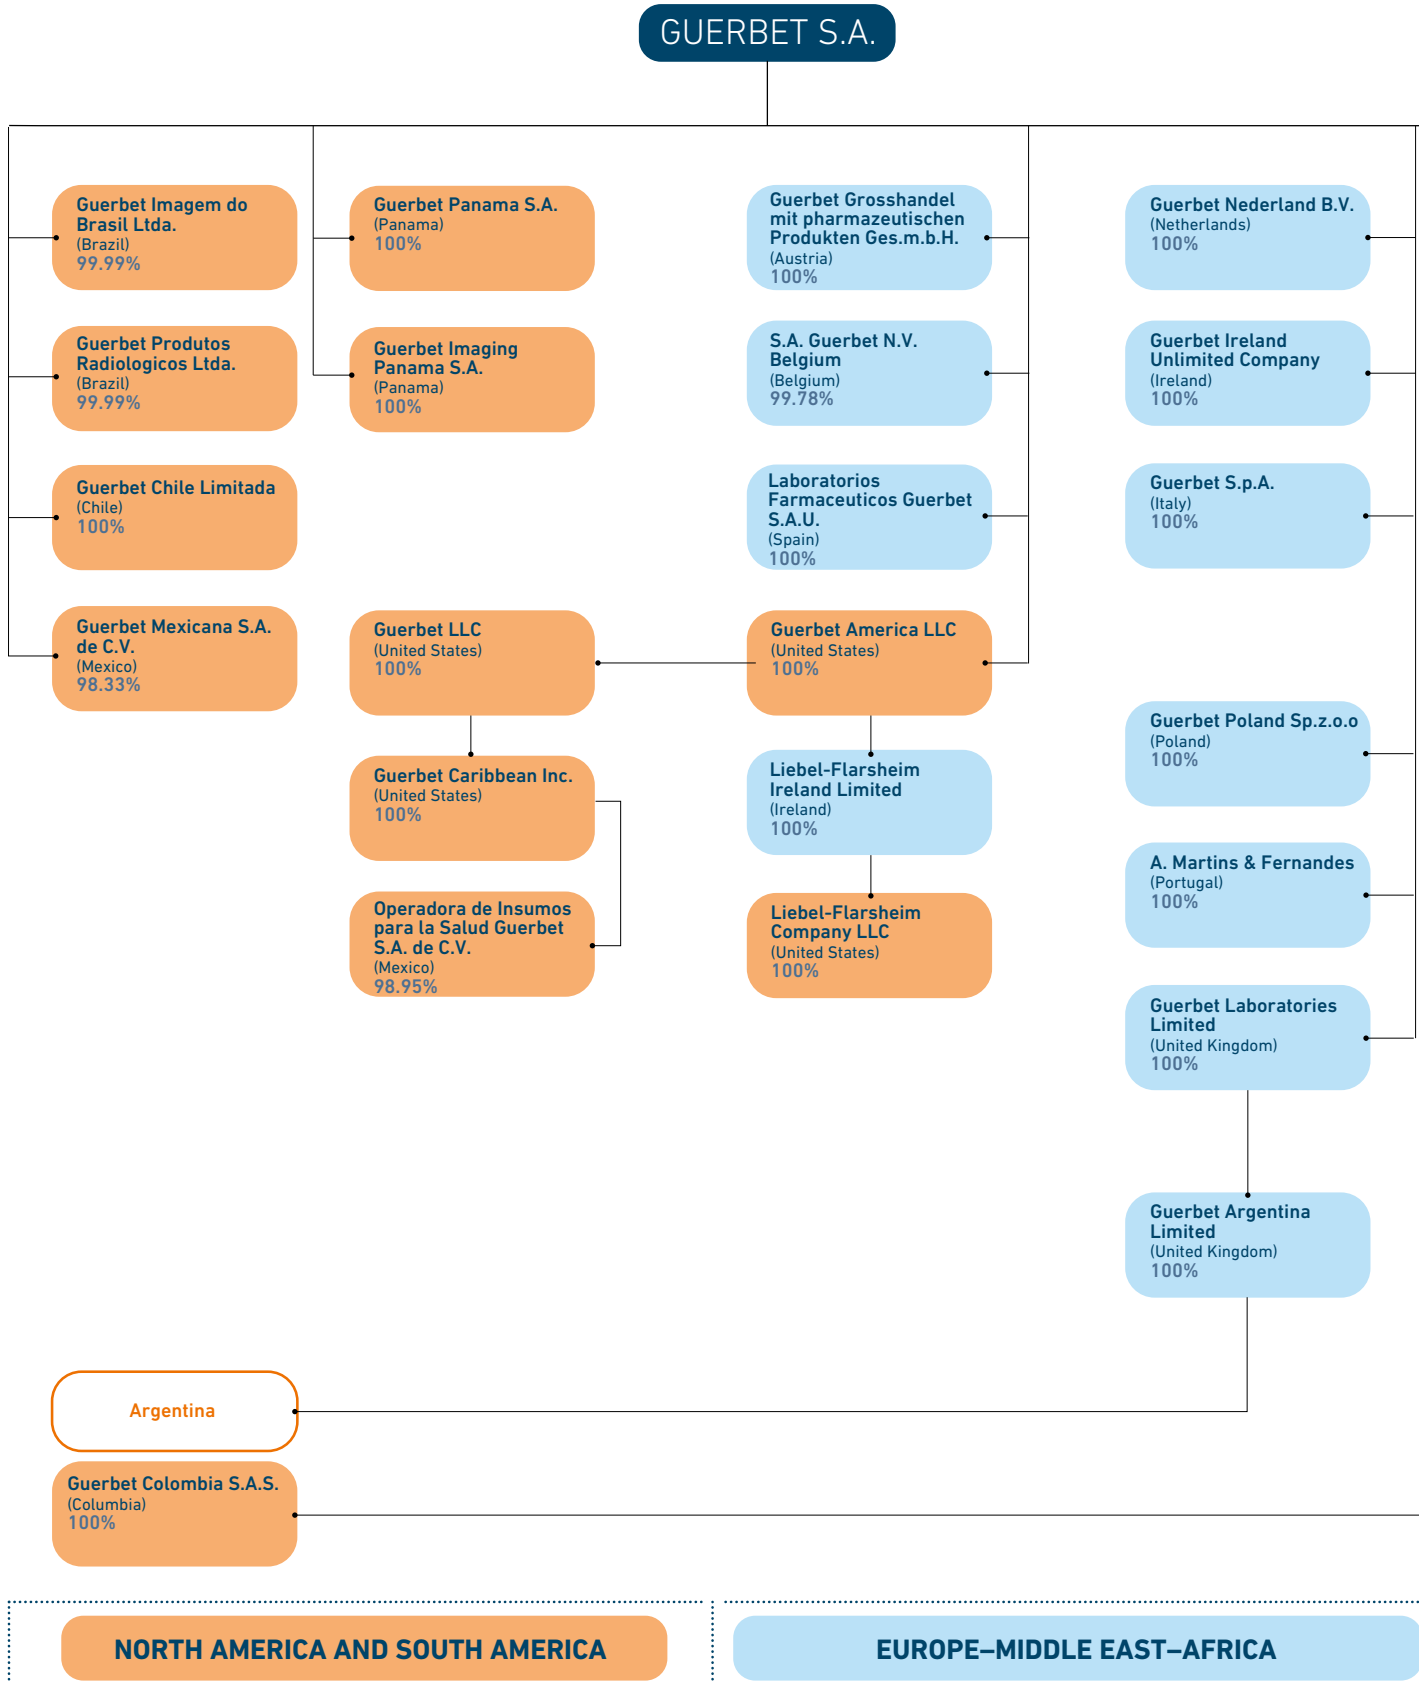 GUERBET S.A.
Guerbet Imagem do
Brasil Ltda.
(Brazil)
99.99%
Guerbet Produtos
Radiologicos Ltda.
(Brazil)
99.99%
Guerbet Chile Limitada
(Chile)
100%
Guerbet Mexicana S.A.
de C.V.
(Mexico)
98.33%
Guerbet Panama S.A.
(Panama)
100%
Guerbet Imaging
Panama S.A.
(Panama)
100%
Guerbet LLC
(United States)
100%
Guerbet Caribbean Inc.
(United States)
100%
Operadora de Insumos
para la Salud Guerbet
S.A. de C.V.
(Mexico)
98.95%
Guerbet Grosshandel
mit pharmazeutischen
Produkten Ges.m.b.H.
(Austria)
100%
S.A. Guerbet N.V.
Belgium
(Belgium)
99.78%
Laboratorios
Farmaceuticos Guerbet
S.A.U.
(Spain)
100%
Guerbet America LLC
(United States)
100%
Liebel-Flarsheim
Ireland Limited
(Ireland)
100%
Liebel-Flarsheim
Company LLC
(United States)
100%
Guerbet Nederland B.V.
(Netherlands)
100%
Guerbet Ireland
Unlimited Company
(Ireland)
100%
Guerbet S.p.A.
(Italy)
100%
Guerbet Poland Sp.z.o.o
(Poland)
100%
A. Martins & Fernandes
(Portugal)
100%
Guerbet Laboratories
Limited
(United Kingdom)
100%
Guerbet Argentina
Limited
(United Kingdom)
100%
Argentina
Guerbet Colombia S.A.S.
(Columbia)
100%
NORTH AMERICA AND SOUTH AMERICA
EUROPE–MIDDLE EAST–AFRICA